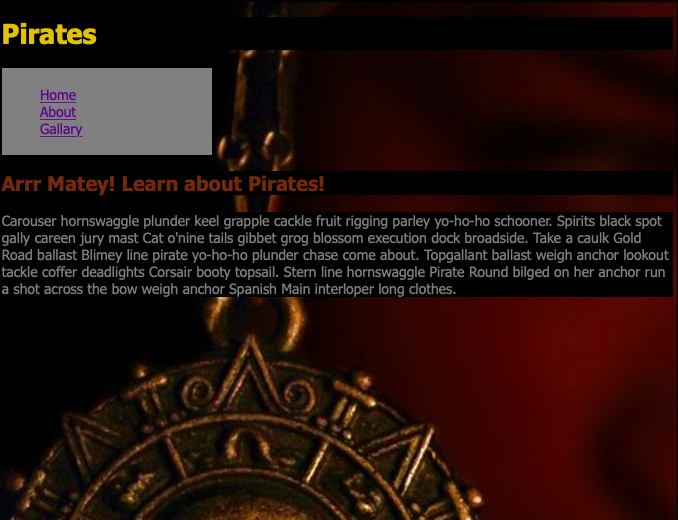 Pirates
Home
About
Gallary
Arrr Matey! Learn about Pirates!
Carouser hornswaggle plunder keel grapple cackle fruit rigging parley yo-ho-ho schooner. Spirits black spot
gally careen jury mast Cat o'nine tails gibbet grog blossom execution dock broadside. Take a caulk Gold
Road ballast Blimey line pirate yo-ho-ho plunder chase come about. Topgallant ballast weigh anchor lookout
tackle coffer deadlights Corsair booty topsail. Stern line hornswaggle Pirate Round bilged on her anchor run
a shot across the bow weigh anchor Spanish Main interloper long clothes.